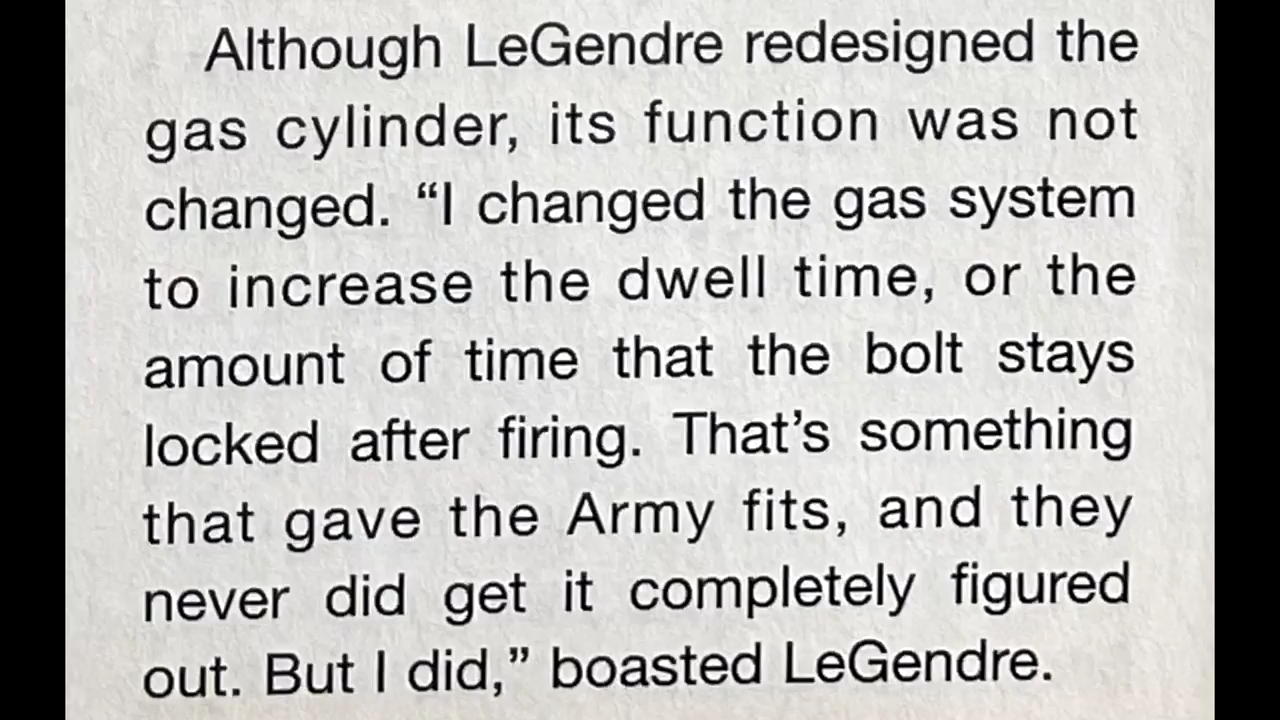 Although LeGendre redesigned the
gas cylinder, its function was not
changed. “I changed the gas system
to increase the dwell time, or the
amount of time that the bolt stays
locked after firing. That’s something
that gave the Army fits, and they
never did get it completely figured
out. But I did,” boasted LeGendre.